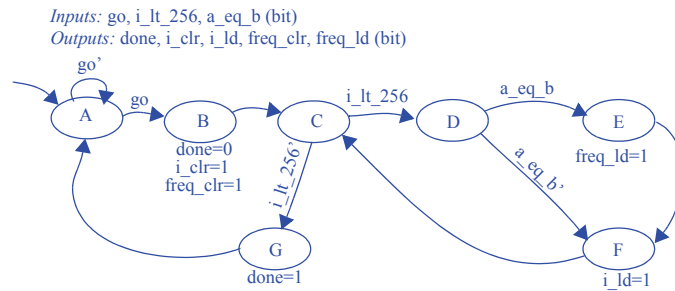 Inputs: go, i_lt_256, a_eq_b (bit)
Outputs: done, i_clr, i_ld, freq_clr, freq_ld (bit)
go’
go
i_lt_256
a_eq_b
A
B
C
D
E
done=0
i_clr=1
freq_clr=1
i_lt_256’
a_eq_b’
freq_ld=1
G
done=1
F
i_ld=1